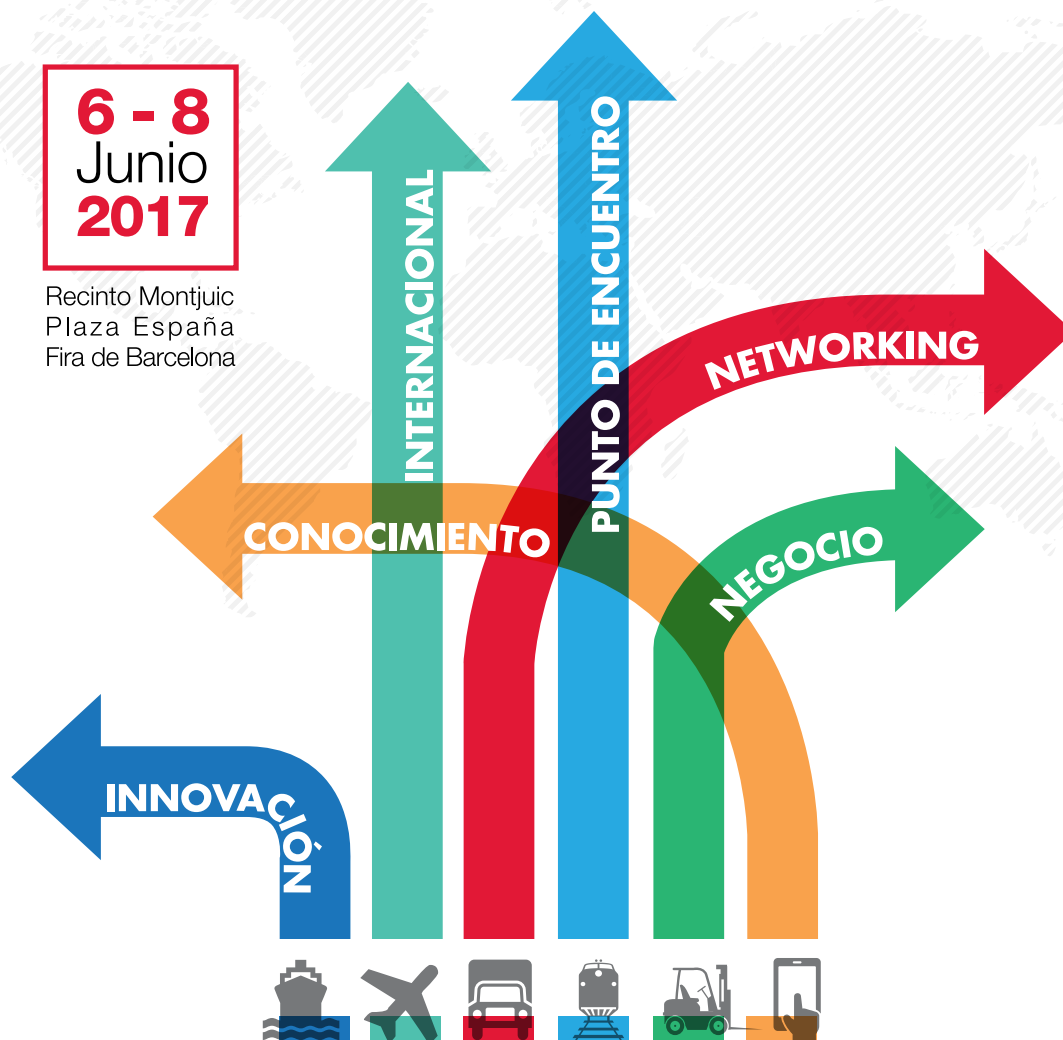 6 - 8
Junio
2017
Recinto Montjuic
Plaza España
Fira de Barcelona
INTERNACIONAL
PUNTO DE ENCUENTRO
NETWORKING
CONOCIMIENTO
NEGOCIO
INNOVACIÓN